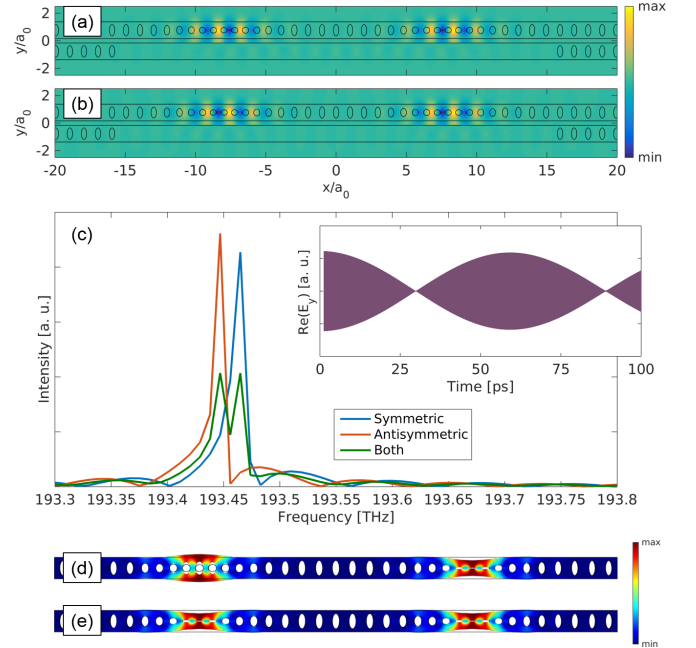 2
0
-2
y/a0
(a)
max
2
0
-2
y/a0
(b)
min
-20 -15 -10 -5 0 5 10 15 20
x/a0
(c)
Intensity [a. u.]
Re(Ey) [a. u.]
0 25 50 75 100
Time [ps]
Symmetric
Antisymmetric
Both
193.3 193.35 193.4 193.45 193.5 193.55 193.6 193.65 193.7 193.75 193.8
Frequency [THz]
(d)
max
(e)
min